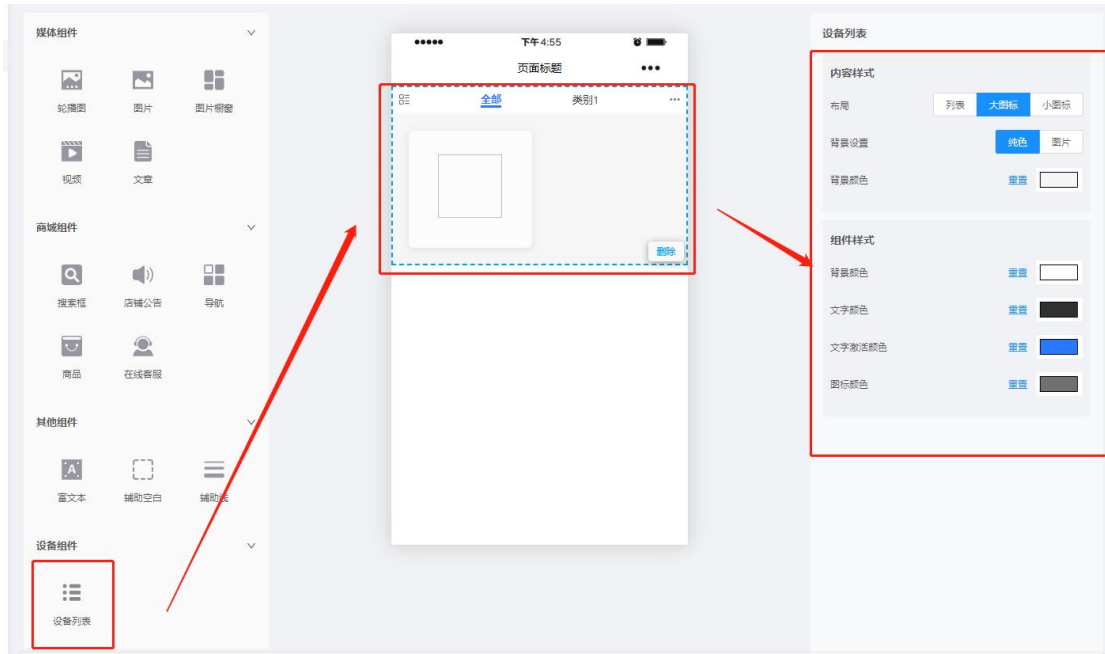 媒体组件
轮播图 图片 图片橱窗
视频 文章
商城组件
搜索框 店铺公告 导航
商品 在线客服
其他组件
A
富文本 辅助空白 辅助线
设备组件
设备列表
下午4:55
页面标题
全部 类别1
删除
设备列表
内容样式
布局 列表 大图标 小图标
背景设置 纯色 图片
背景颜色 重置
组件样式
背景颜色 重置
文字颜色 重置
文字激活颜色 重置
图标颜色 重置